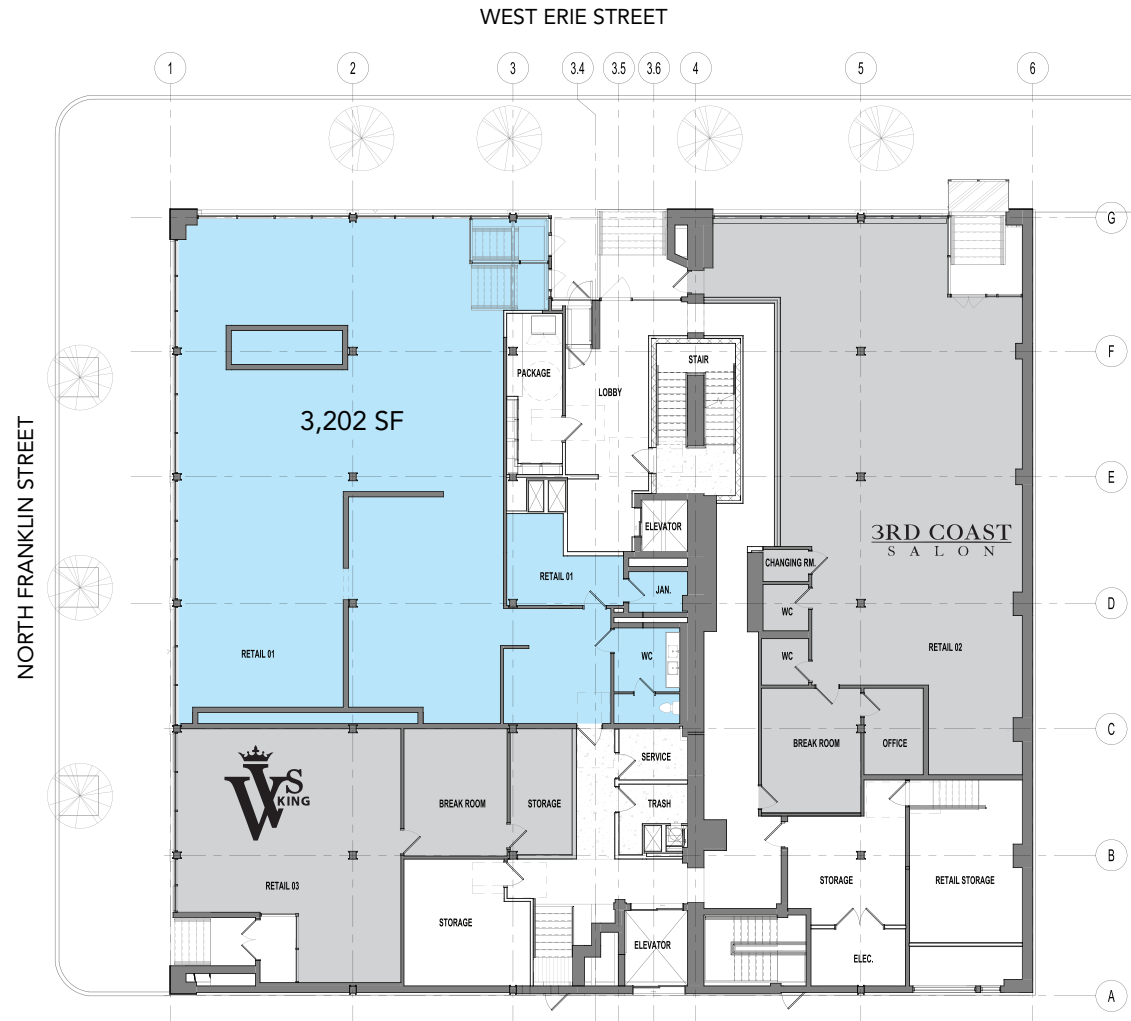 WEST ERIE STREET
1
2
3
3.4
3.5
3.6
4
5
6
G
STAIR
F
PACKAGE
LOBBY
3,202 SF
NORTH FRANKLIN STREET
E
ELEVATOR
3RD COAST
SALON
CHANGING RM.
RETAIL 01
JAN.
D
WC
RETAIL 01
WC
WC
RETAIL 02
C
SERVICE
BREAK ROOM
OFFICE
VVS
KING
BREAK ROOM
STORAGE
TRASH
B
RETAIL 03
STORAGE
RETAIL STORAGE
STORAGE
ELEVATOR
ELEC.
A